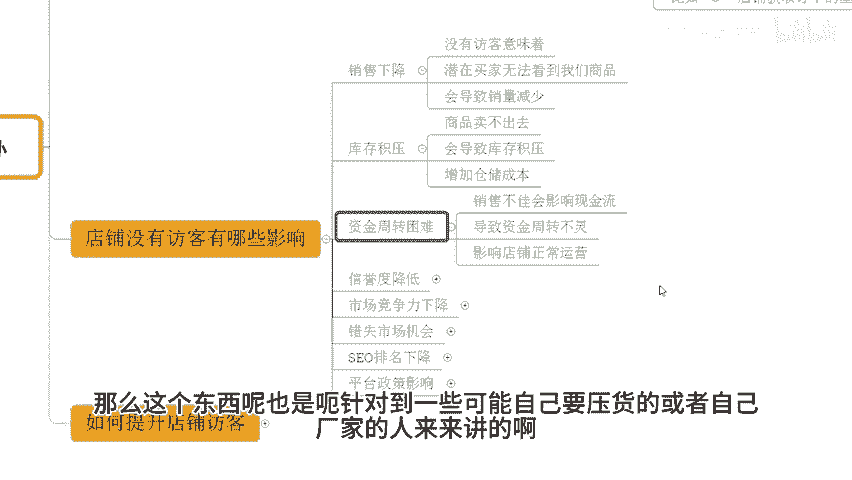 没有访客意味着
销售下降
潜在买家无法看到我们商品
会导致销量减少
商品卖不出去
库存积压
会导致库存积压
增加仓储成本
销售不佳会影响现金流
资金周转困难
导致资金周转不灵
影响店铺正常运营
店铺没有访客有哪些影响
信誉度降低
市场竞争力下降
错失市场机会
SEO排名下降
平台政策影响
如何提升店铺访客
那么这个东西呢也是呃针对到一些可能自己要压货的或者自己
厂家的人来来讲的啊